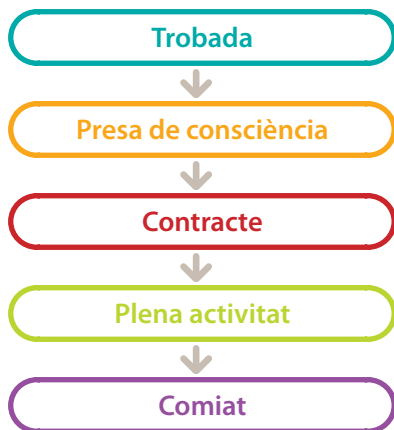 Trobada
Presa de consciència
Contracte
Plena activitat
Comiat